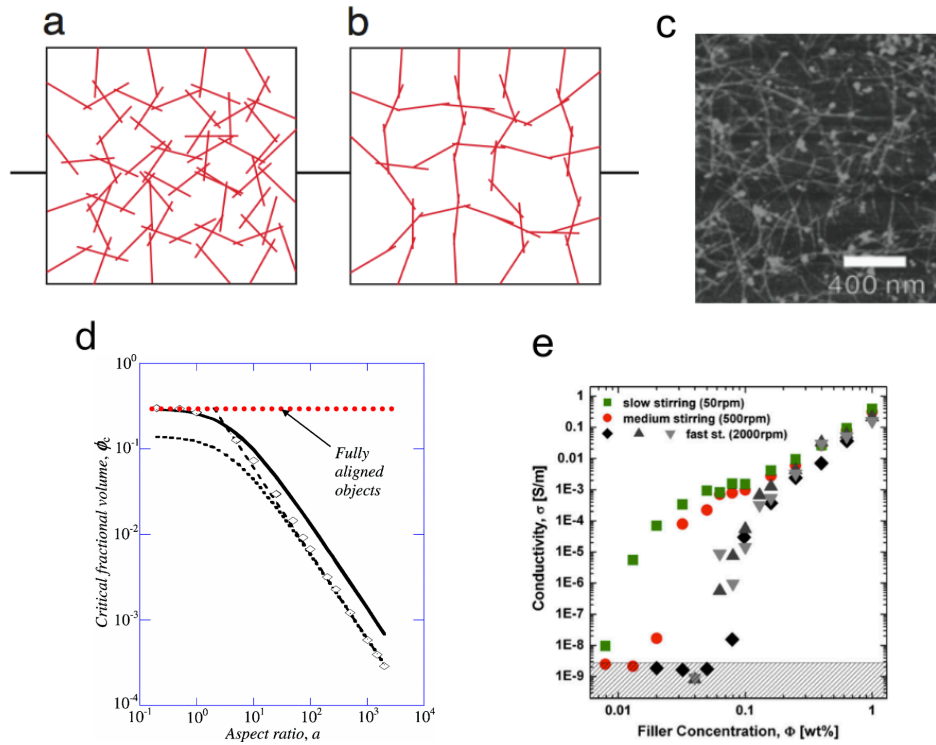 a
b
c
400 nm
d
Critical fractional volume, ϕc
10^0
10^-1
10^-2
10^-3
10^-4
Fully
aligned
objects
10^-1 10^0 10^1 10^2 10^3 10^4
Aspect ratio, a
e
Conductivity, σ [S/m]
1
0.1
0.01
1E-3
1E-4
1E-5
1E-6
1E-7
1E-8
1E-9
slow stirring (50rpm)
medium stirring (500rpm)
fast st. (2000rpm)
0.01 0.1 1
Filler Concentration, Φ [wt%]